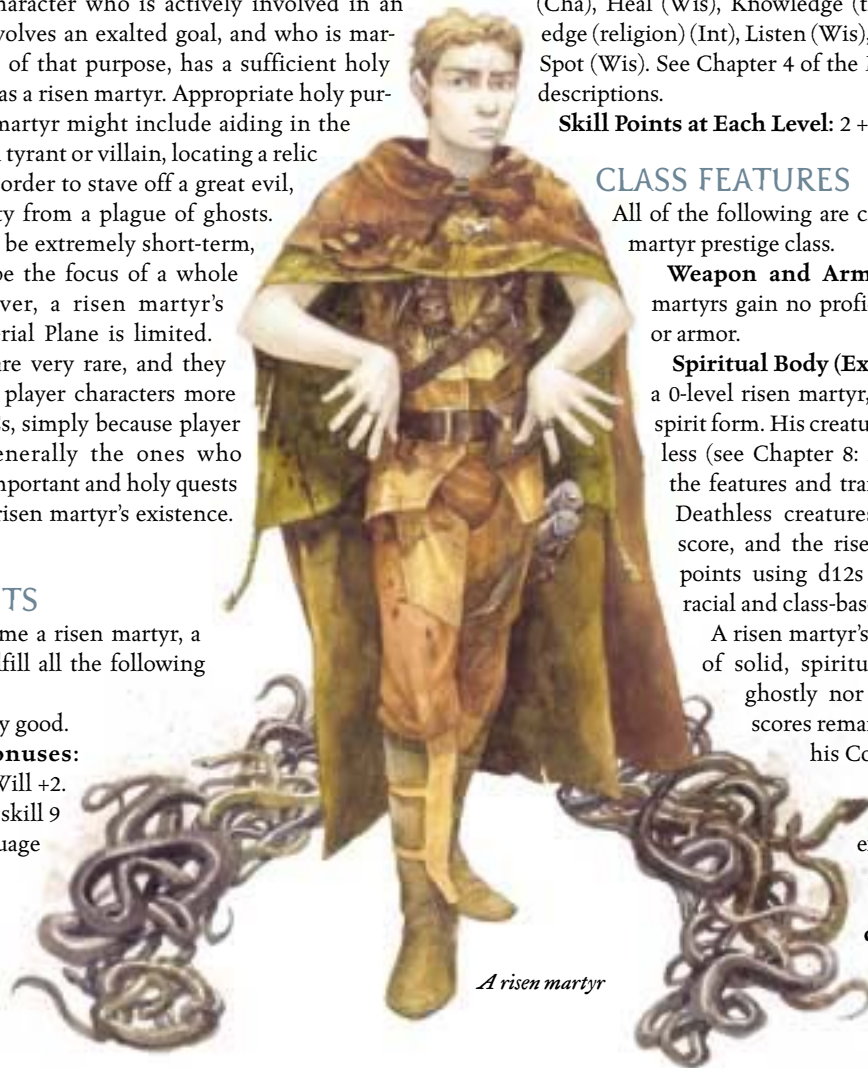 haracter who is actively involved in an
volves an exalted goal, and who is mar-
of that purpose, has a sufficient holy
as a risen martyr. Appropriate holy pur-
martyr might include aiding in the
tyrant or villain, locating a relic
order to stave off a great evil,
ty from a plague of ghosts.
be extremely short-term,
be the focus of a whole
ver, a risen martyr's
rial Plane is limited.
are very rare, and they
player characters more
s, simply because player
enerally the ones who
mportant and holy quests
risen martyr's existence.
TS
me a risen martyr, a
lfill all the following
y good.
onuses:
Will +2.
skill 9
uage
(Cha), Heal (Wis), Knowledge (t
edge (religion) (Int), Listen (Wis),
Spot (Wis). See Chapter 4 of the
descriptions.
Skill Points at Each Level: 2 +
CLASS FEATURES
All of the following are c
martyr prestige class.
Weapon and Arm
martyrs gain no profi
or armor.
Spiritual Body (Ex
a 0-level risen martyr,
spirit form. His creatu
less (see Chapter 8:
the features and trai
Deathless creatures
score, and the rise
points using d12s
racial and class-bas
A risen martyr's
of solid, spiritu
ghostly nor
scores remai
his Co
A risen martyr